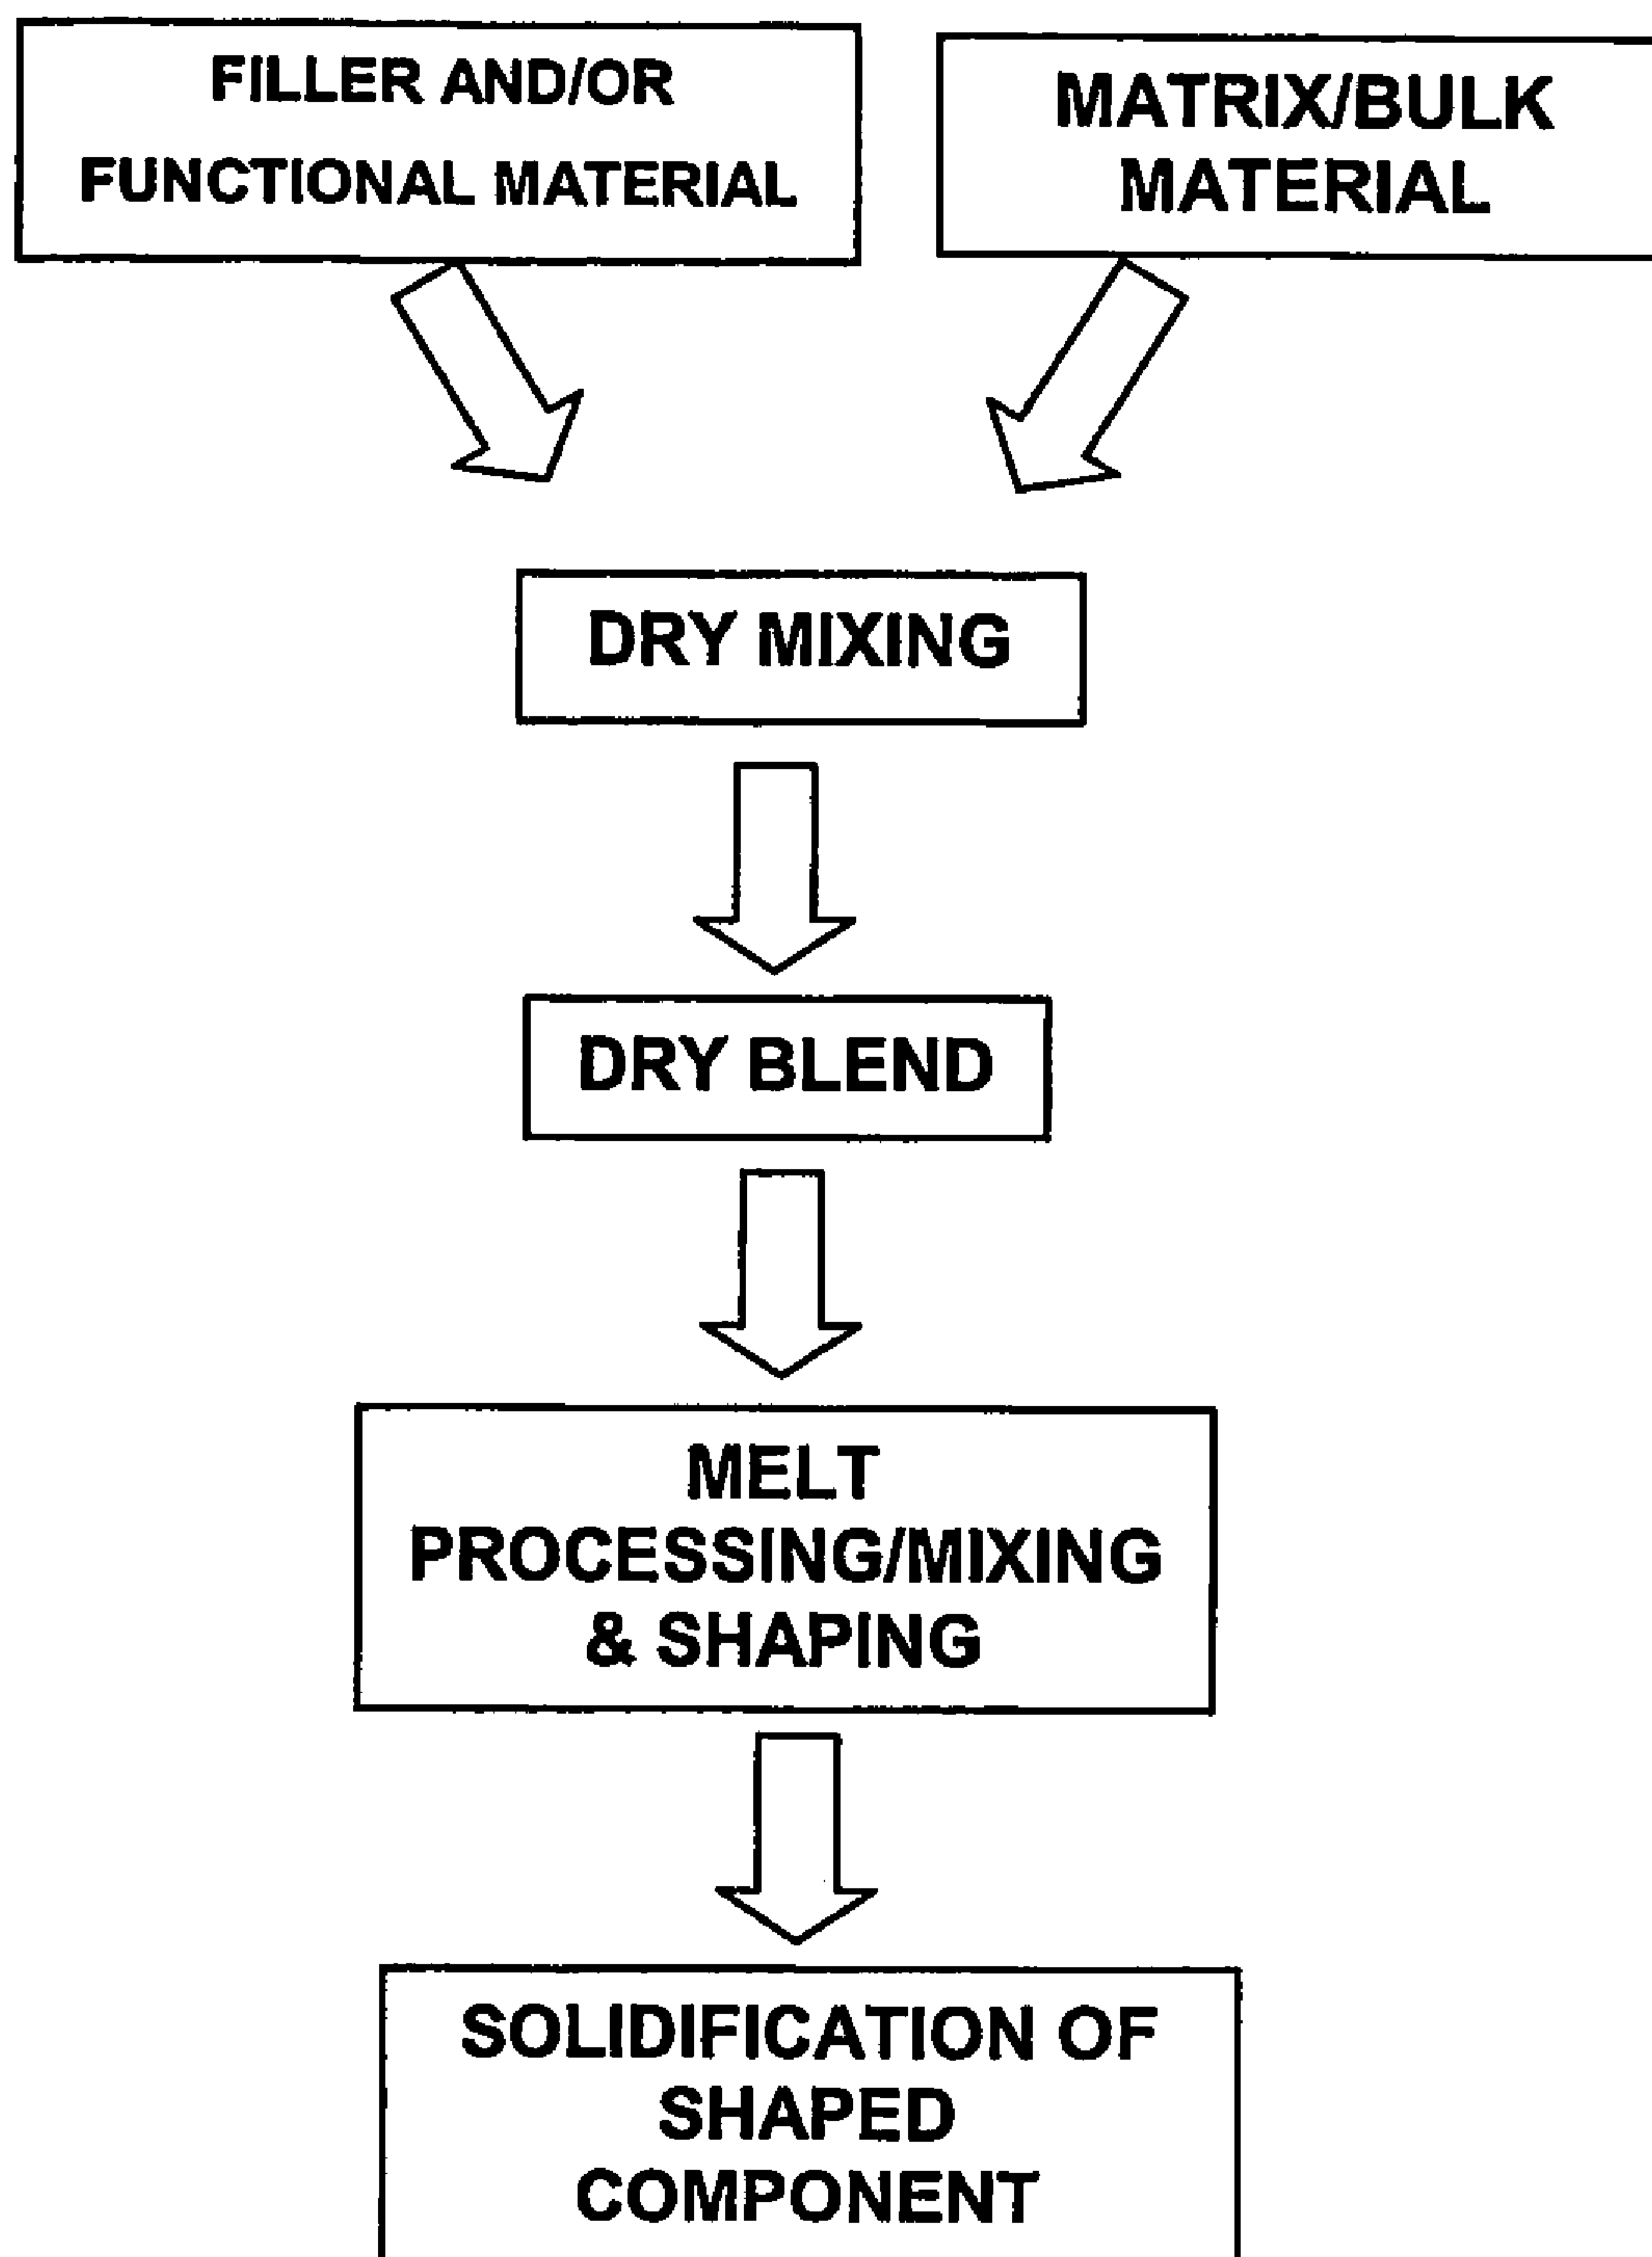 FILLER AND/OR
FUNCTIONAL MATERIAL
MATRIX/BULK
MATERIAL
DRY MIXING
DRY BLEND
MELT
PROCESSING/MIXING
& SHAPING
SOLIDIFICATION OF
SHAPED
COMPONENT